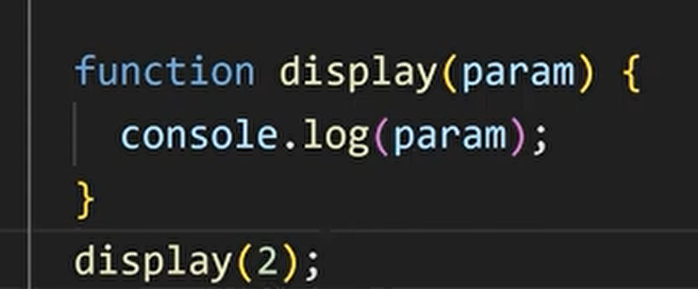 function display(param) {
  console.log(param);
}
display(2);